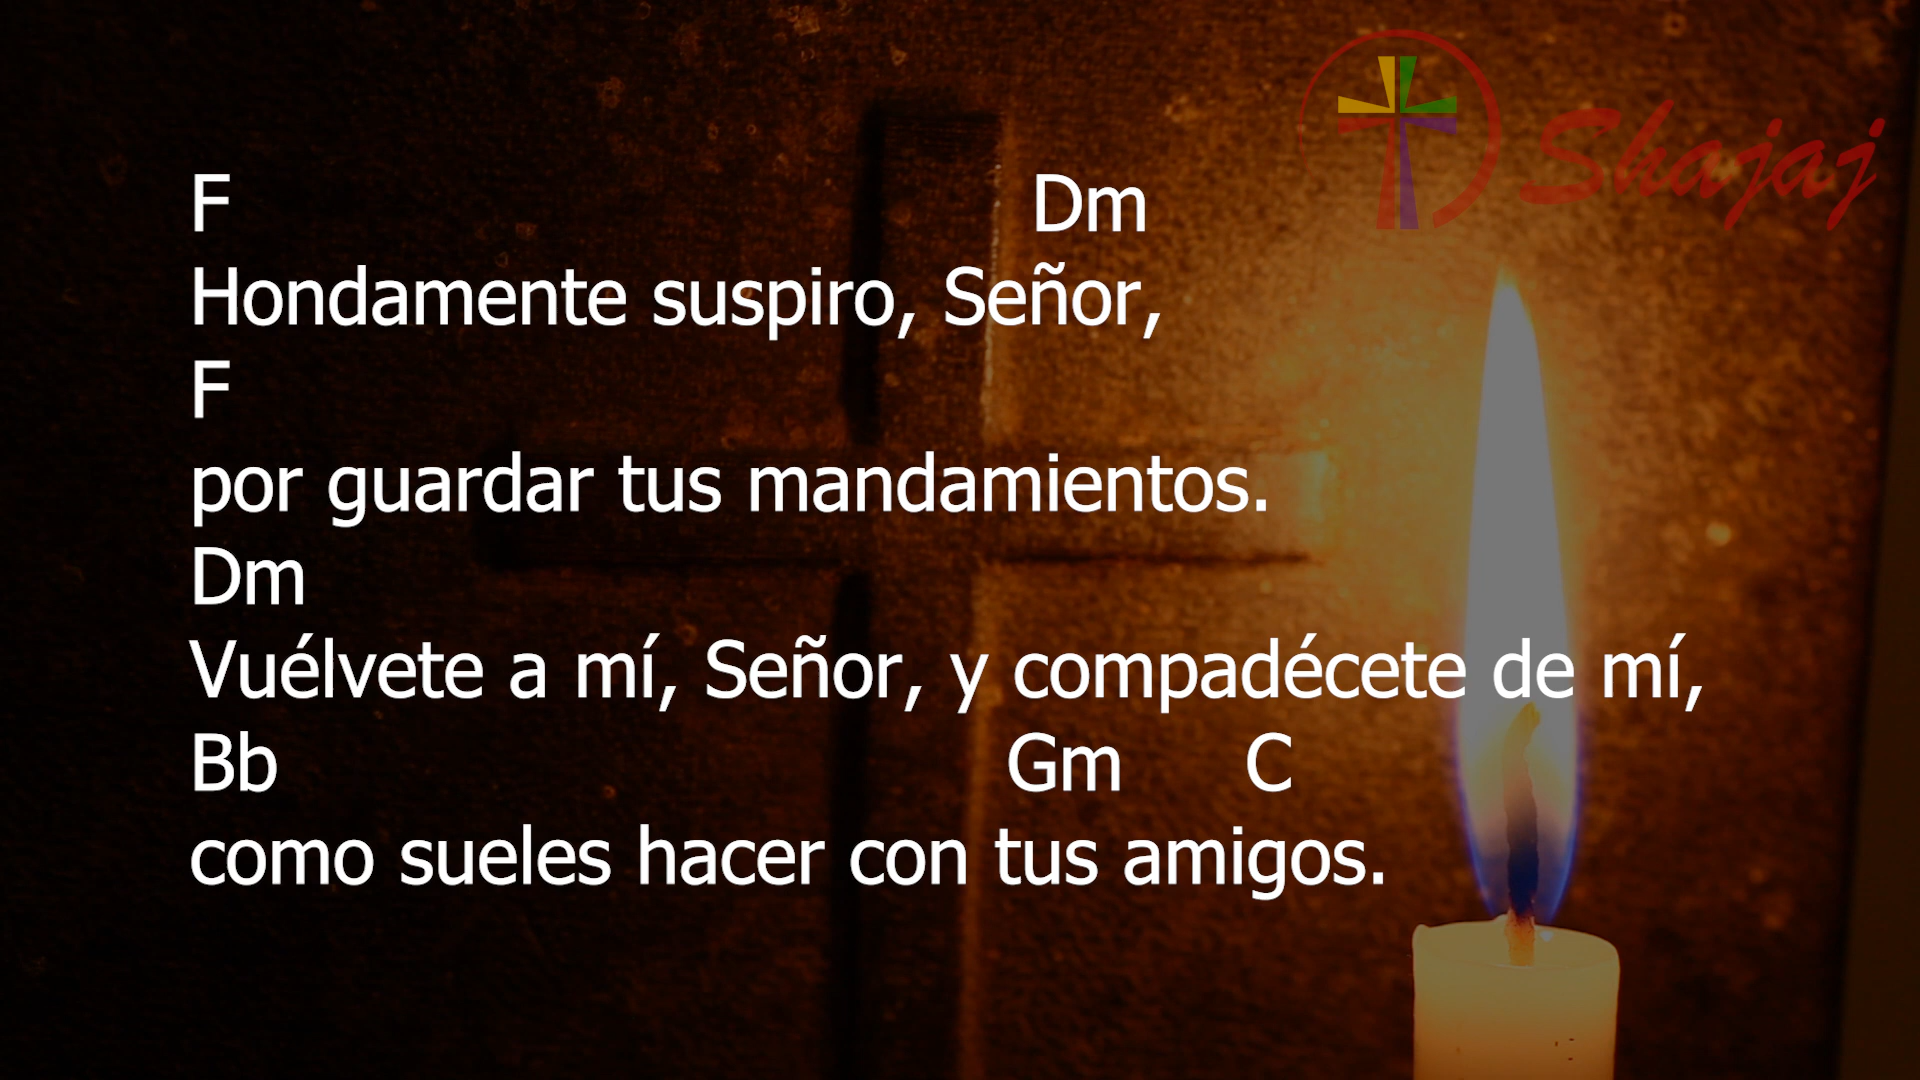 Shajaj
F Dm
Hondamente suspiro, Señor,
F
por guardar tus mandamientos.
Dm
Vuélvete a mí, Señor, y compadécete de mí,
Bb Gm C
como sueles hacer con tus amigos.